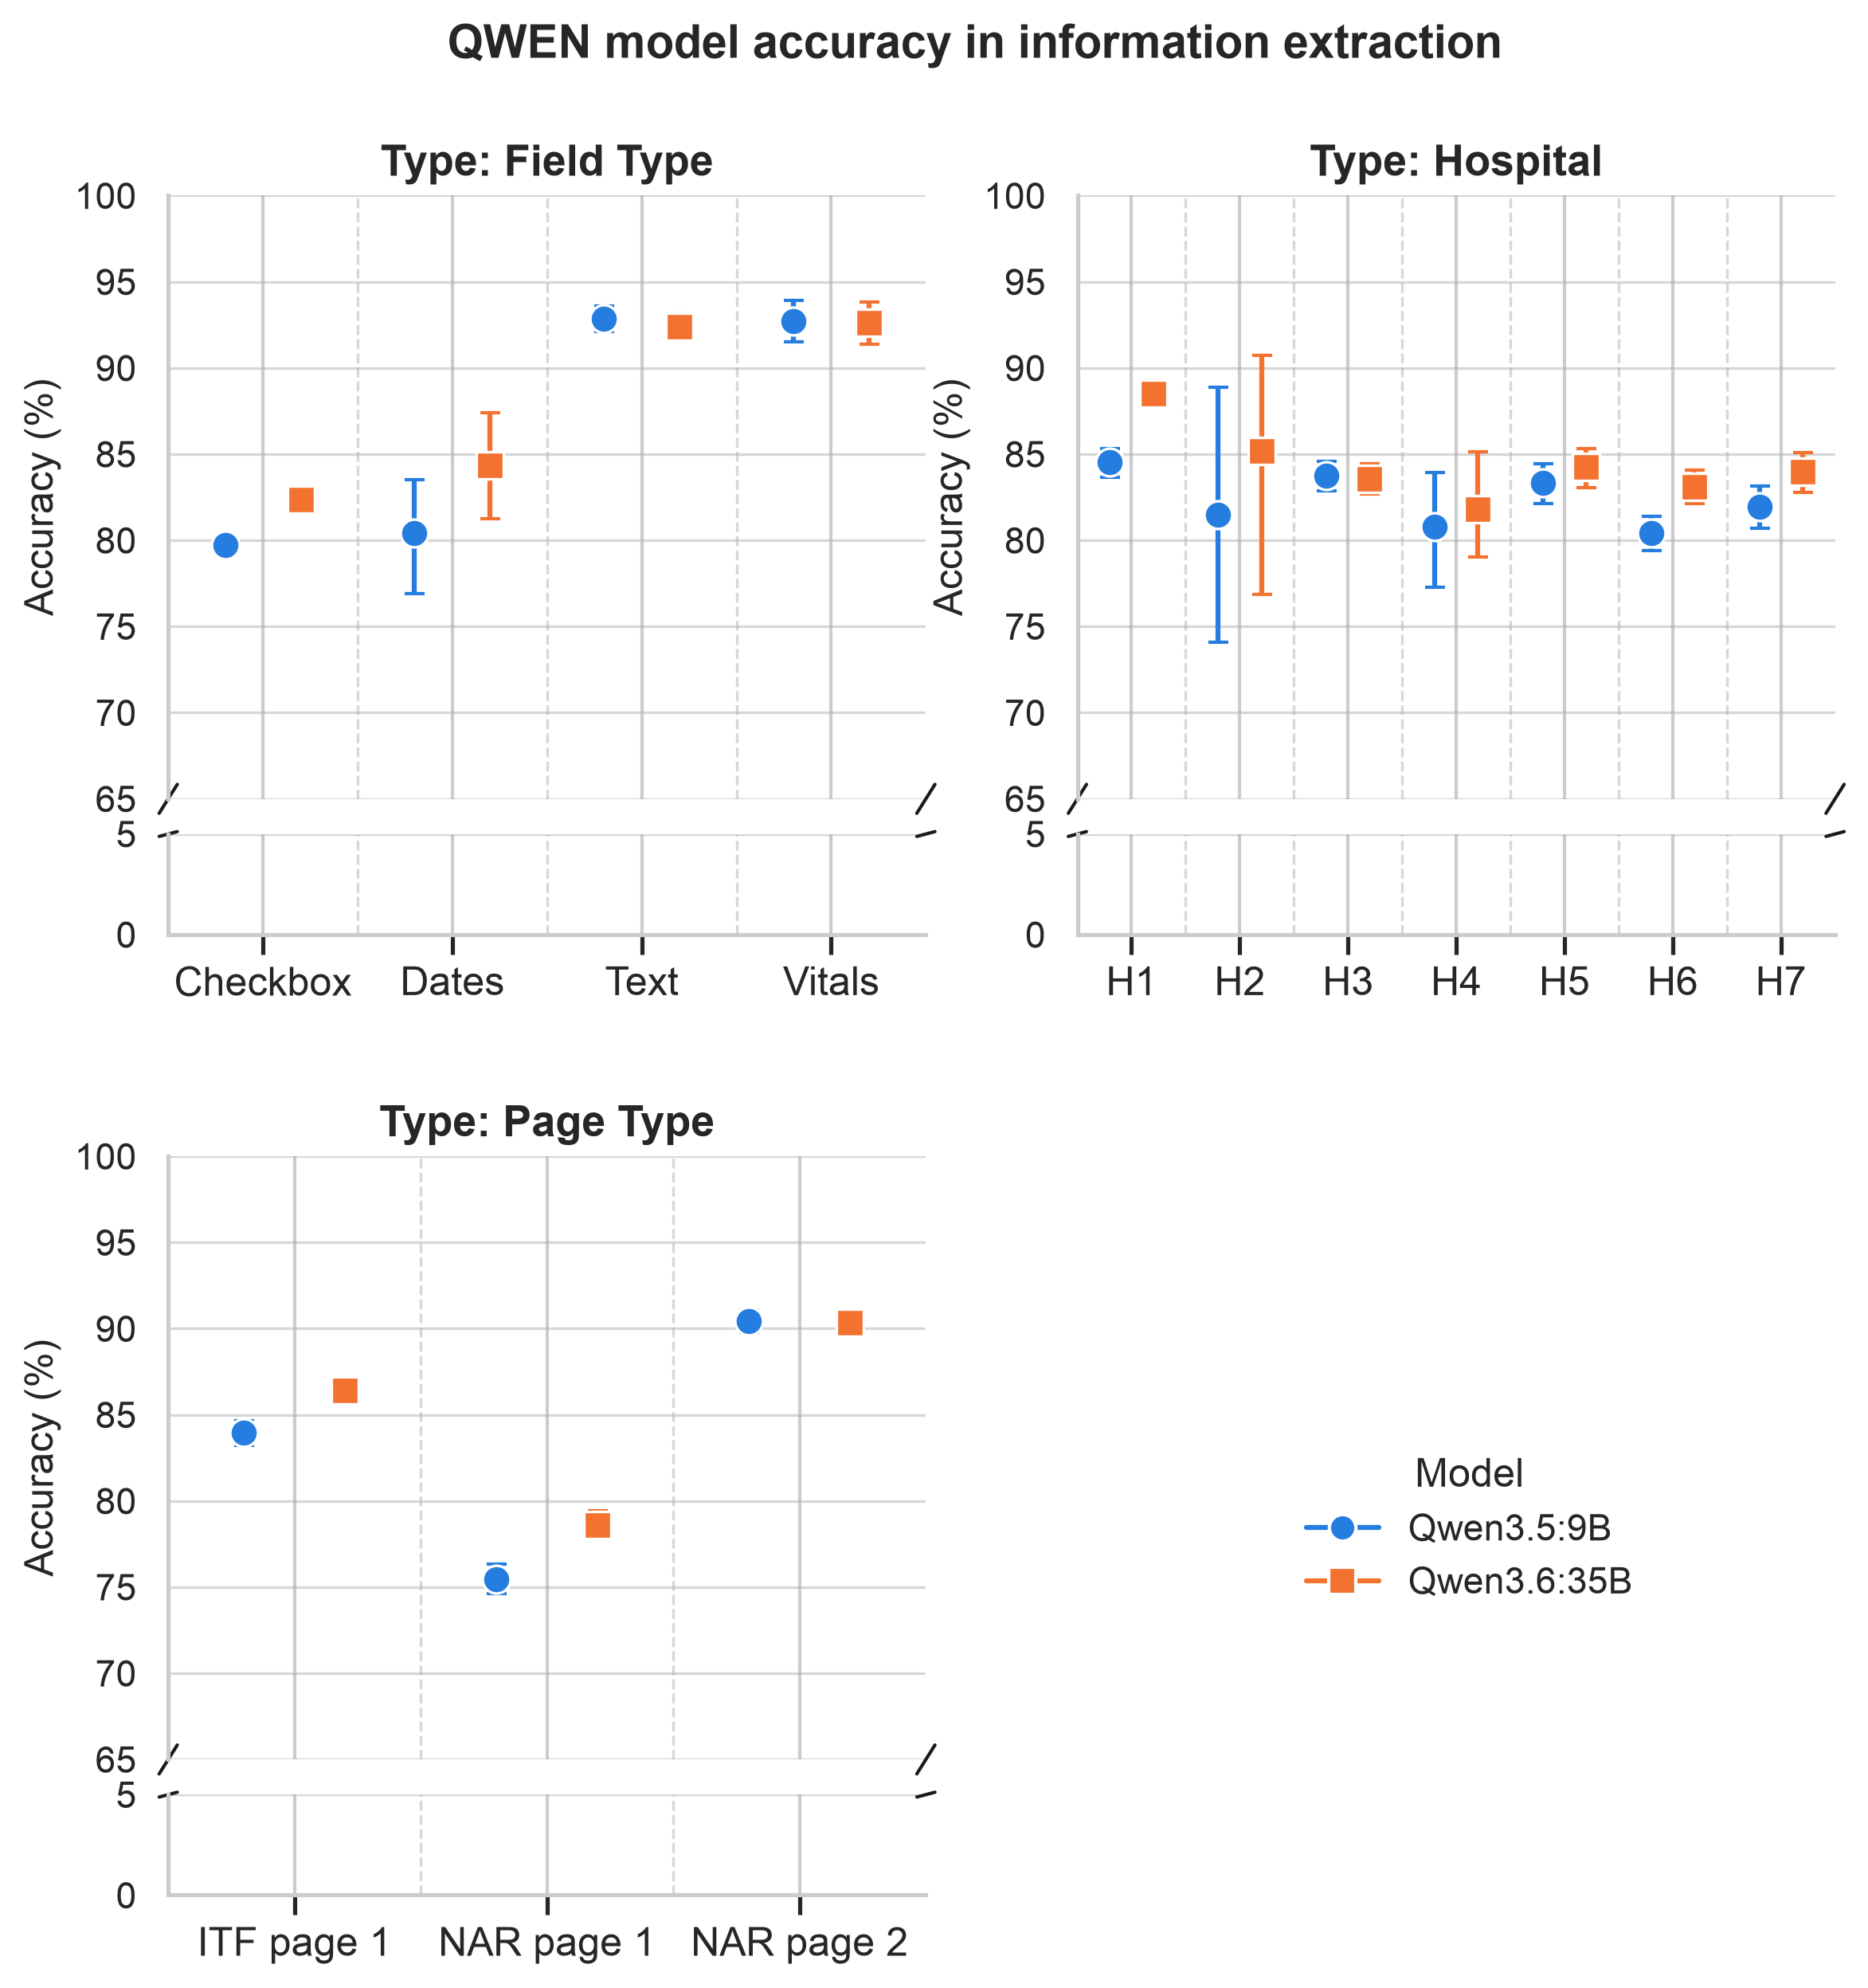 QWEN model accuracy in information extraction
Type: Field Type
100
95
90
85
80
75
70
65
5
0
Accuracy (%)
Checkbox Dates Text Vitals
Type: Hospital
100
95
90
85
80
75
70
65
5
0
Accuracy (%)
H1 H2 H3 H4 H5 H6 H7
Type: Page Type
100
95
90
85
80
75
70
65
5
0
Accuracy (%)
ITF page 1 NAR page 1 NAR page 2
Model
Qwen3.5:9B
Qwen3.6:35B